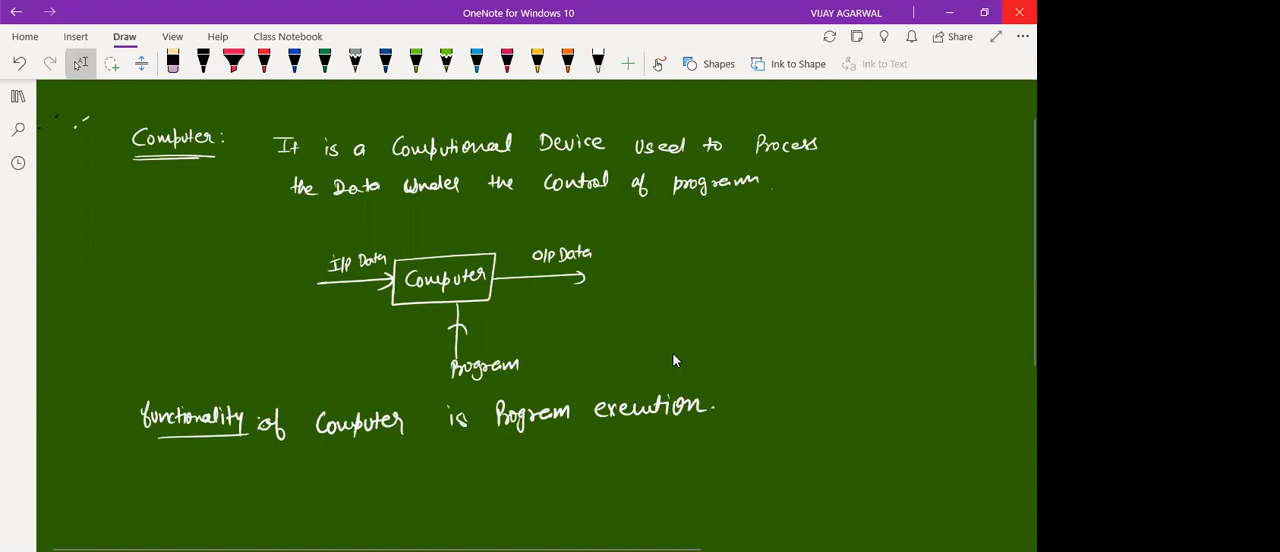 OneNote for Windows 10
VIJAY AGARWAL
Home Insert Draw View Help Class Notebook
Share
Shapes Ink to Shape Ink to Text
Computer: It is a Computional Device used to Process
the Data under the Control of program.
I/P Data
O/P Data
Computer
Program
functionality of Computer is Program execution.